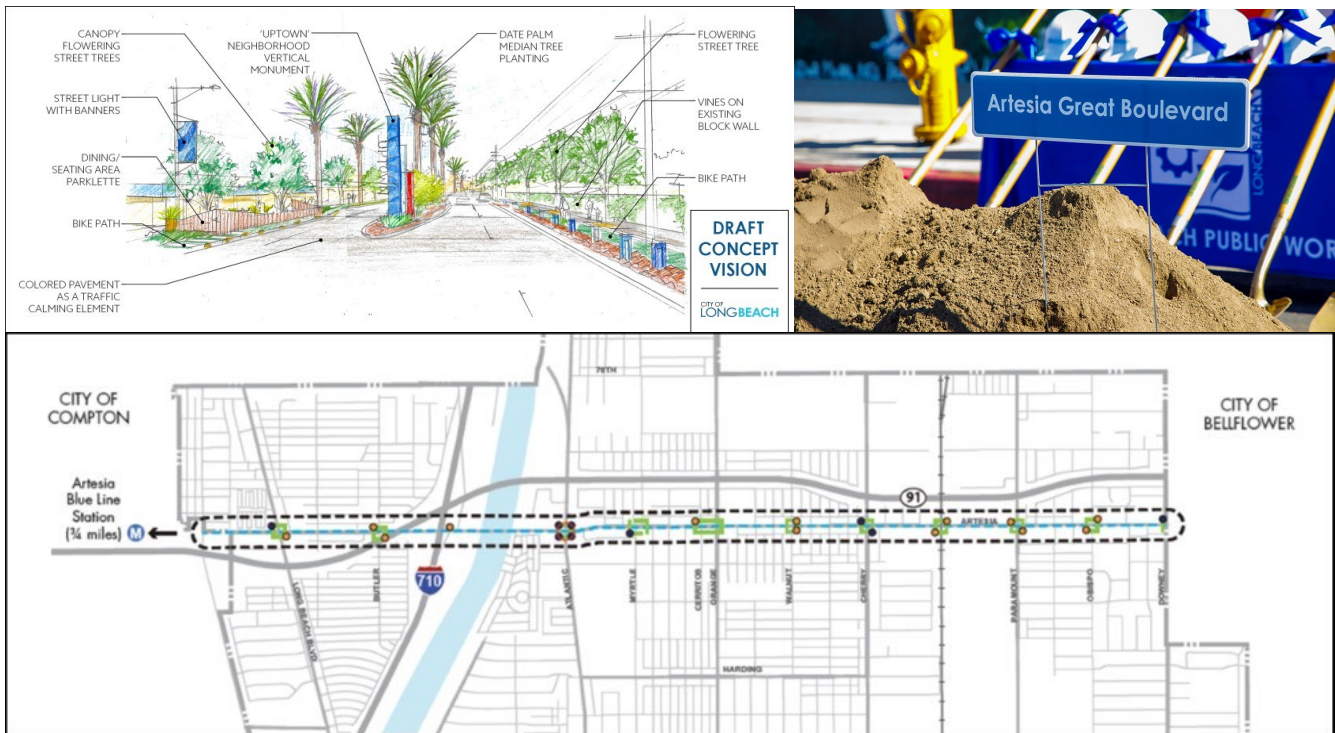 CANOPY
FLOWERING
STREET TREES
STREET LIGHT
WITH BANNERS
DINING/
SEATING AREA
PARKLETTE
BIKE PATH
COLORED PAVEMENT
AS A TRAFFIC
CALMING ELEMENT
'UPTOWN'
NEIGHBORHOOD
VERTICAL
MONUMENT
DATE PALM
MEDIAN TREE
PLANTING
FLOWERING
STREET TREE
VINES ON
EXISTING
BLOCK WALL
BIKE PATH
UPTOWN
DRAFT
CONCEPT
VISION
CITY OF
LONGBEACH
Artesia Great Boulevard
LONGBEACH
CH PUBLIC WOR
CITY OF
COMPTON
CITY OF
BELLFLOWER
Artesia
Blue Line
Station
(¾ miles)
M
70TH
91
ARTESIA
710
LONG BEACH BLVD
BUTLER
ATLANTIC
MYRTLE
CERRITOS
ORANGE
WALNUT
CHERRY
PARAMOUNT
OBISPO
DOWNEY
HARDING